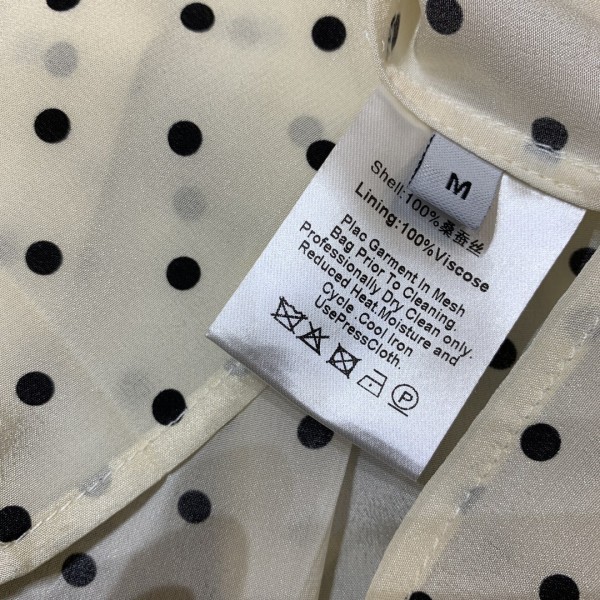 M
Shell:100%桑蚕丝
Lining:100%Viscose
Plac Garment In Mesh
Bag Prior To Cleaning.
Professionally Dry Clean only.
Reduced Heat.Moisture and
Cycle .Cool Iron
UsePressCloth.
P